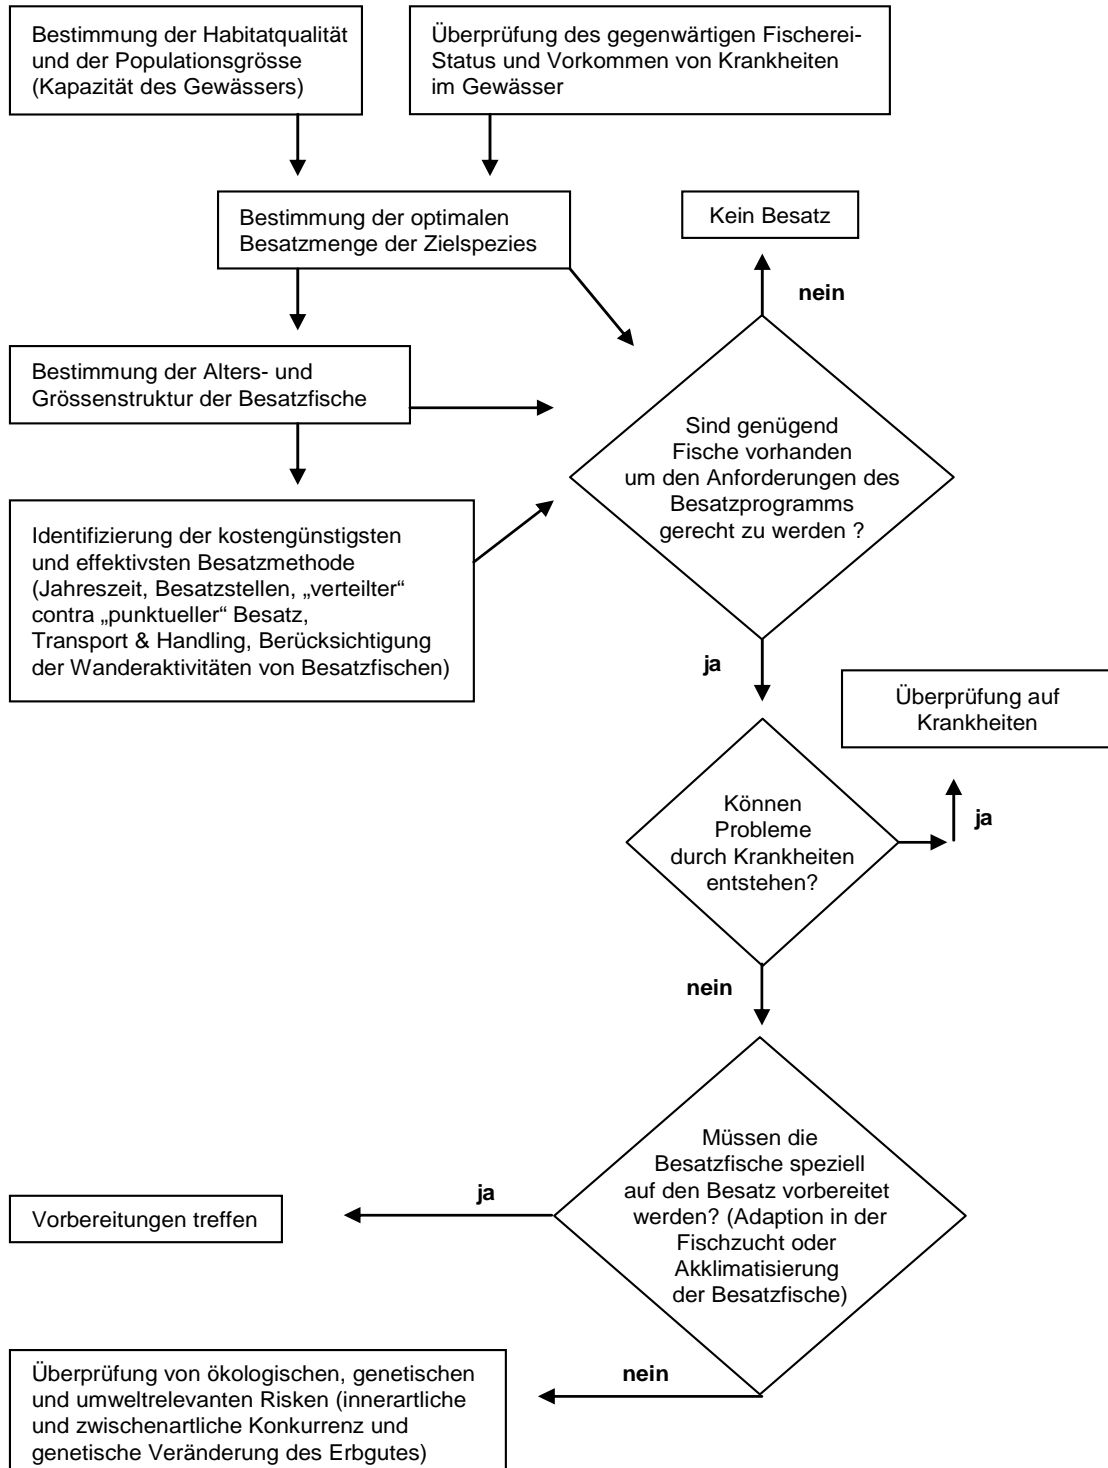 Bestimmung der Habitatqualität
und der Populationsgrösse
(Kapazität des Gewässers)
Überprüfung des gegenwärtigen Fischerei-
Status und Vorkommen von Krankheiten
im Gewässer
Bestimmung der optimalen
Besatzmenge der Zielspezies
Kein Besatz
nein
Bestimmung der Alters- und
Grössenstruktur der Besatzfische
Sind genügend
Fische vorhanden
um den Anforderungen des
Besatzprogramms
gerecht zu werden ?
Identifizierung der kostengünstigsten
und effektivsten Besatzmethode
(Jahreszeit, Besatzstellen, „verteilter“
contra „punktueller“ Besatz,
Transport & Handling, Berücksichtigung
der Wanderaktivitäten von Besatzfischen)
ja
Überprüfung auf
Krankheiten
Können
Probleme
durch Krankheiten
entstehen?
ja
nein
Müssen die
Besatzfische speziell
auf den Besatz vorbereitet
werden? (Adaption in der
Fischzucht oder
Akklimatisierung
der Besatzfische)
ja
Vorbereitungen treffen
nein
Überprüfung von ökologischen, genetischen
und umweltrelevanten Risken (innerartliche
und zwischenartliche Konkurrenz und
genetische Veränderung des Erbgutes)